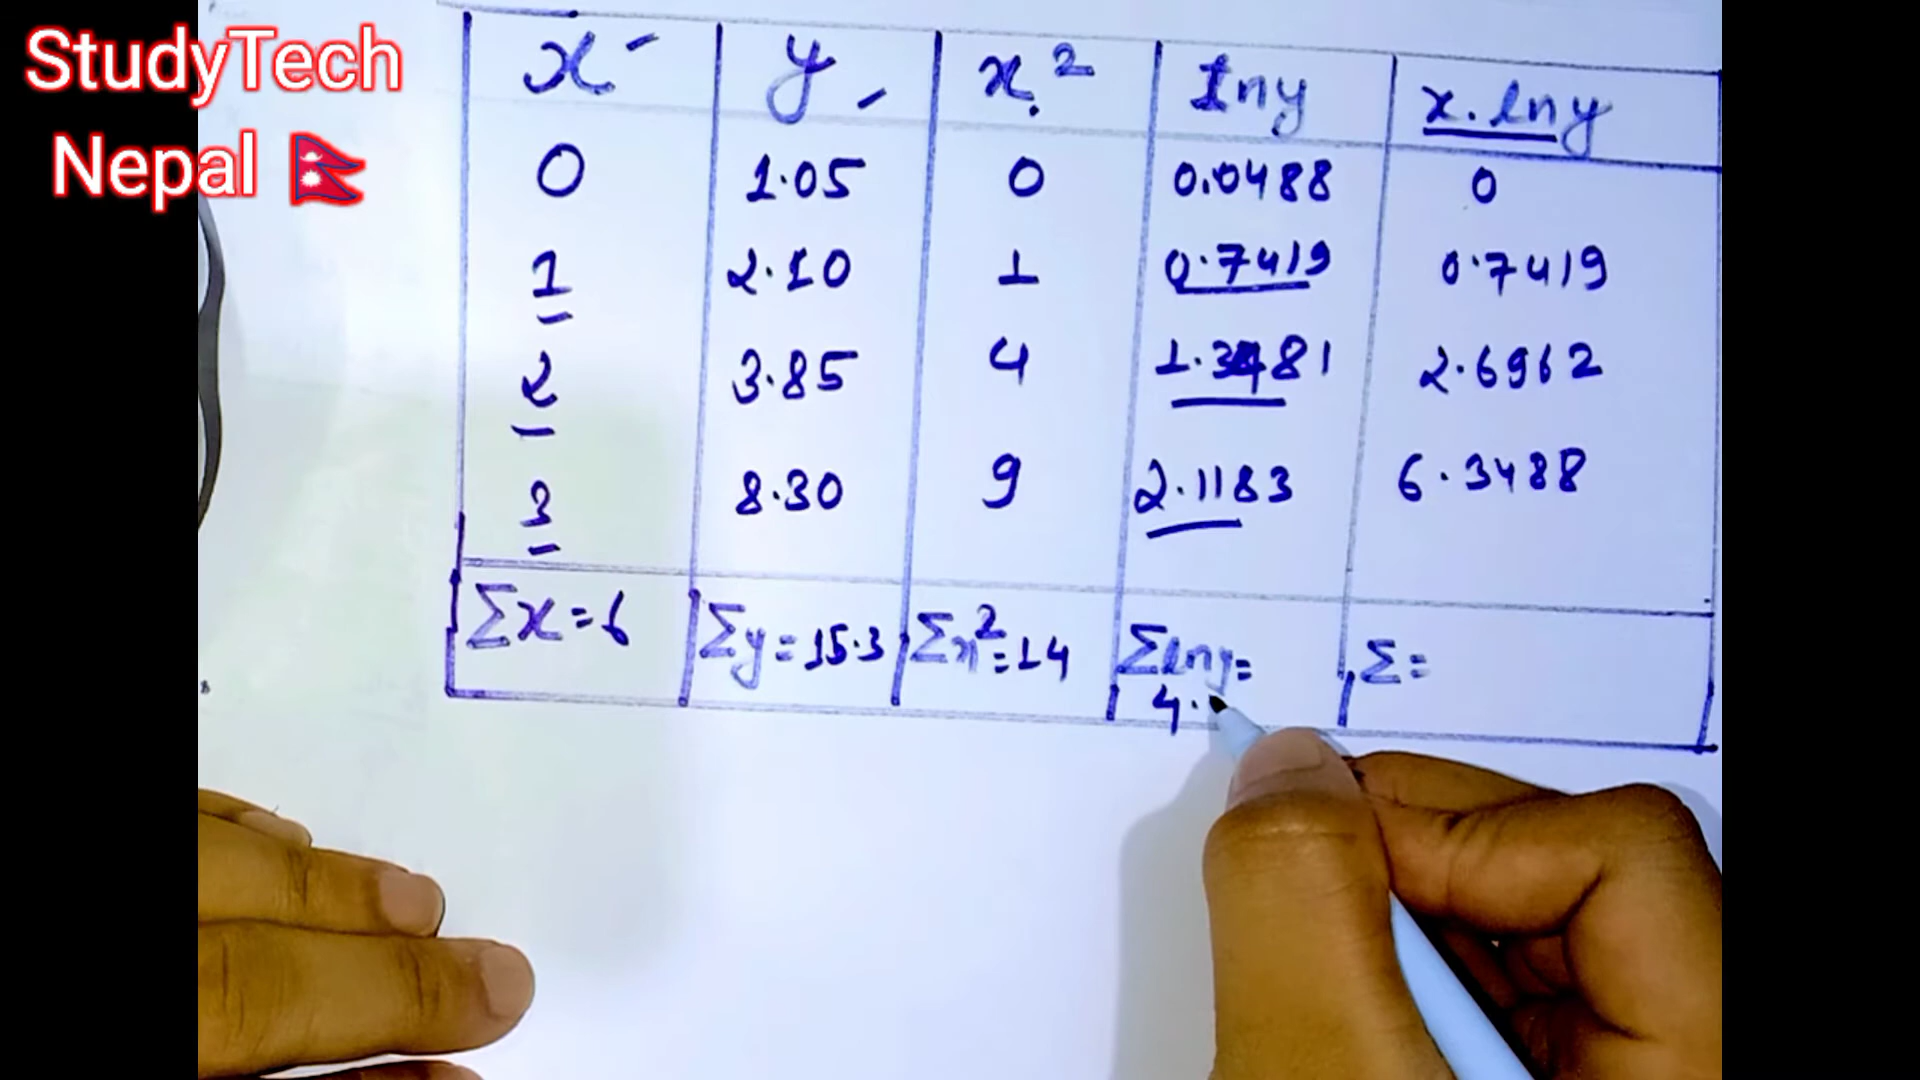 StudyTech
Nepal
x y x² lny x.lny
0 1.05 0 0.0488 0
1 2.10 1 0.7419 0.7419
2 3.85 4 1.3481 2.6962
3 8.30 9 2.1183 6.3488
Σx=6 Σy=15.3 Σx²=14 Σlny= Σ=
4.